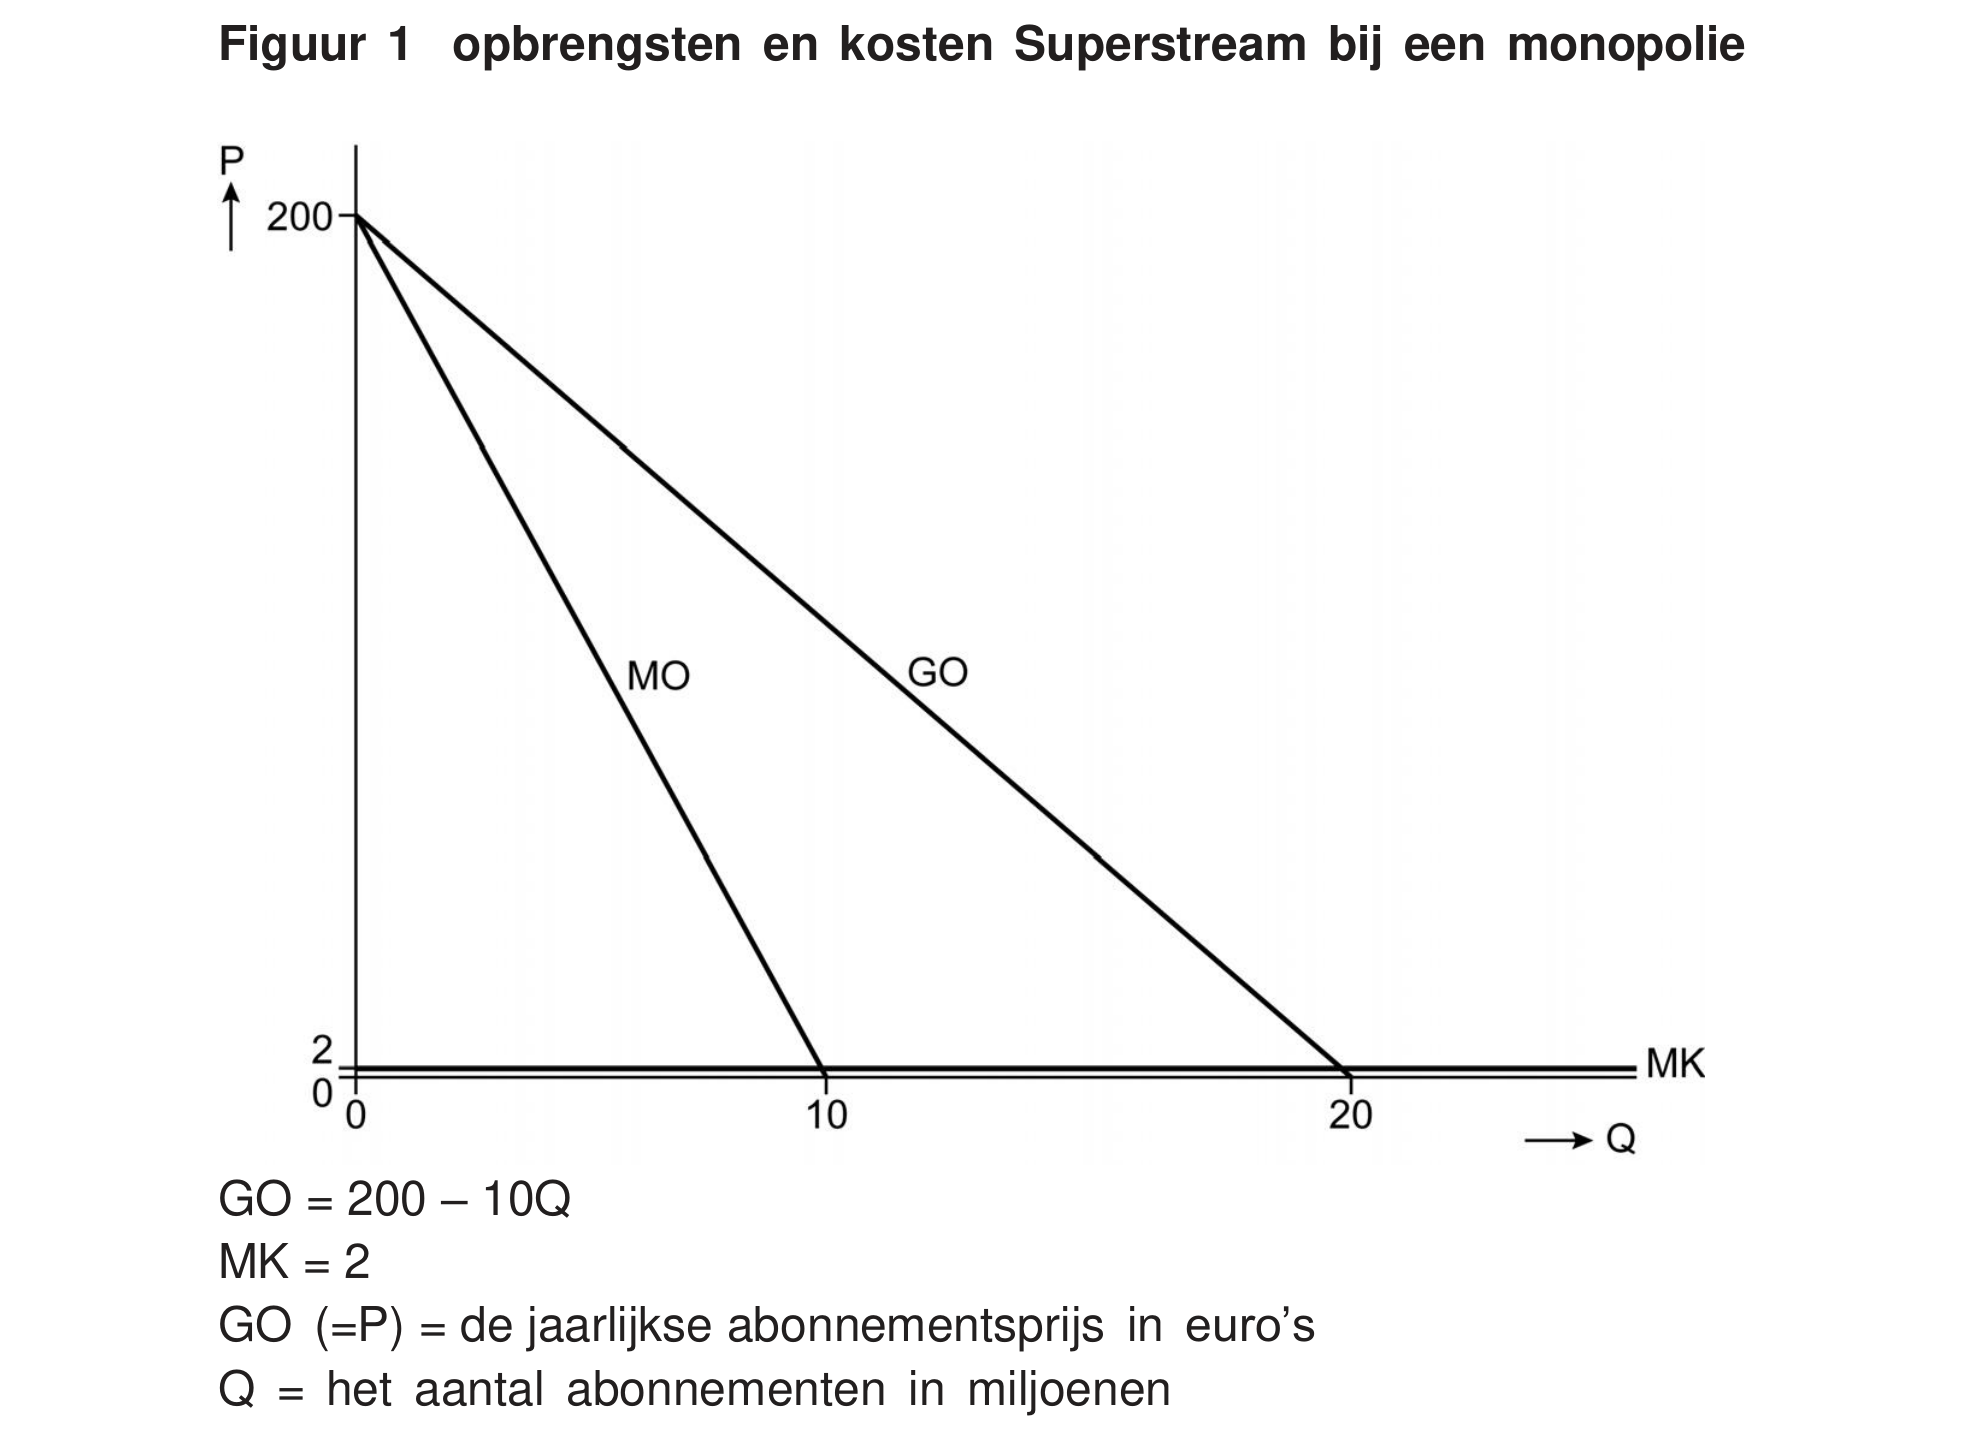 Figuur 1 opbrengsten en kosten Superstream bij een monopolie
P
200
MO
GO
2
MK
0
0
10
20
Q
GO = 200 – 10Q
MK = 2
GO (=P) = de jaarlijkse abonnementsprijs in euro’s
Q = het aantal abonnementen in miljoenen